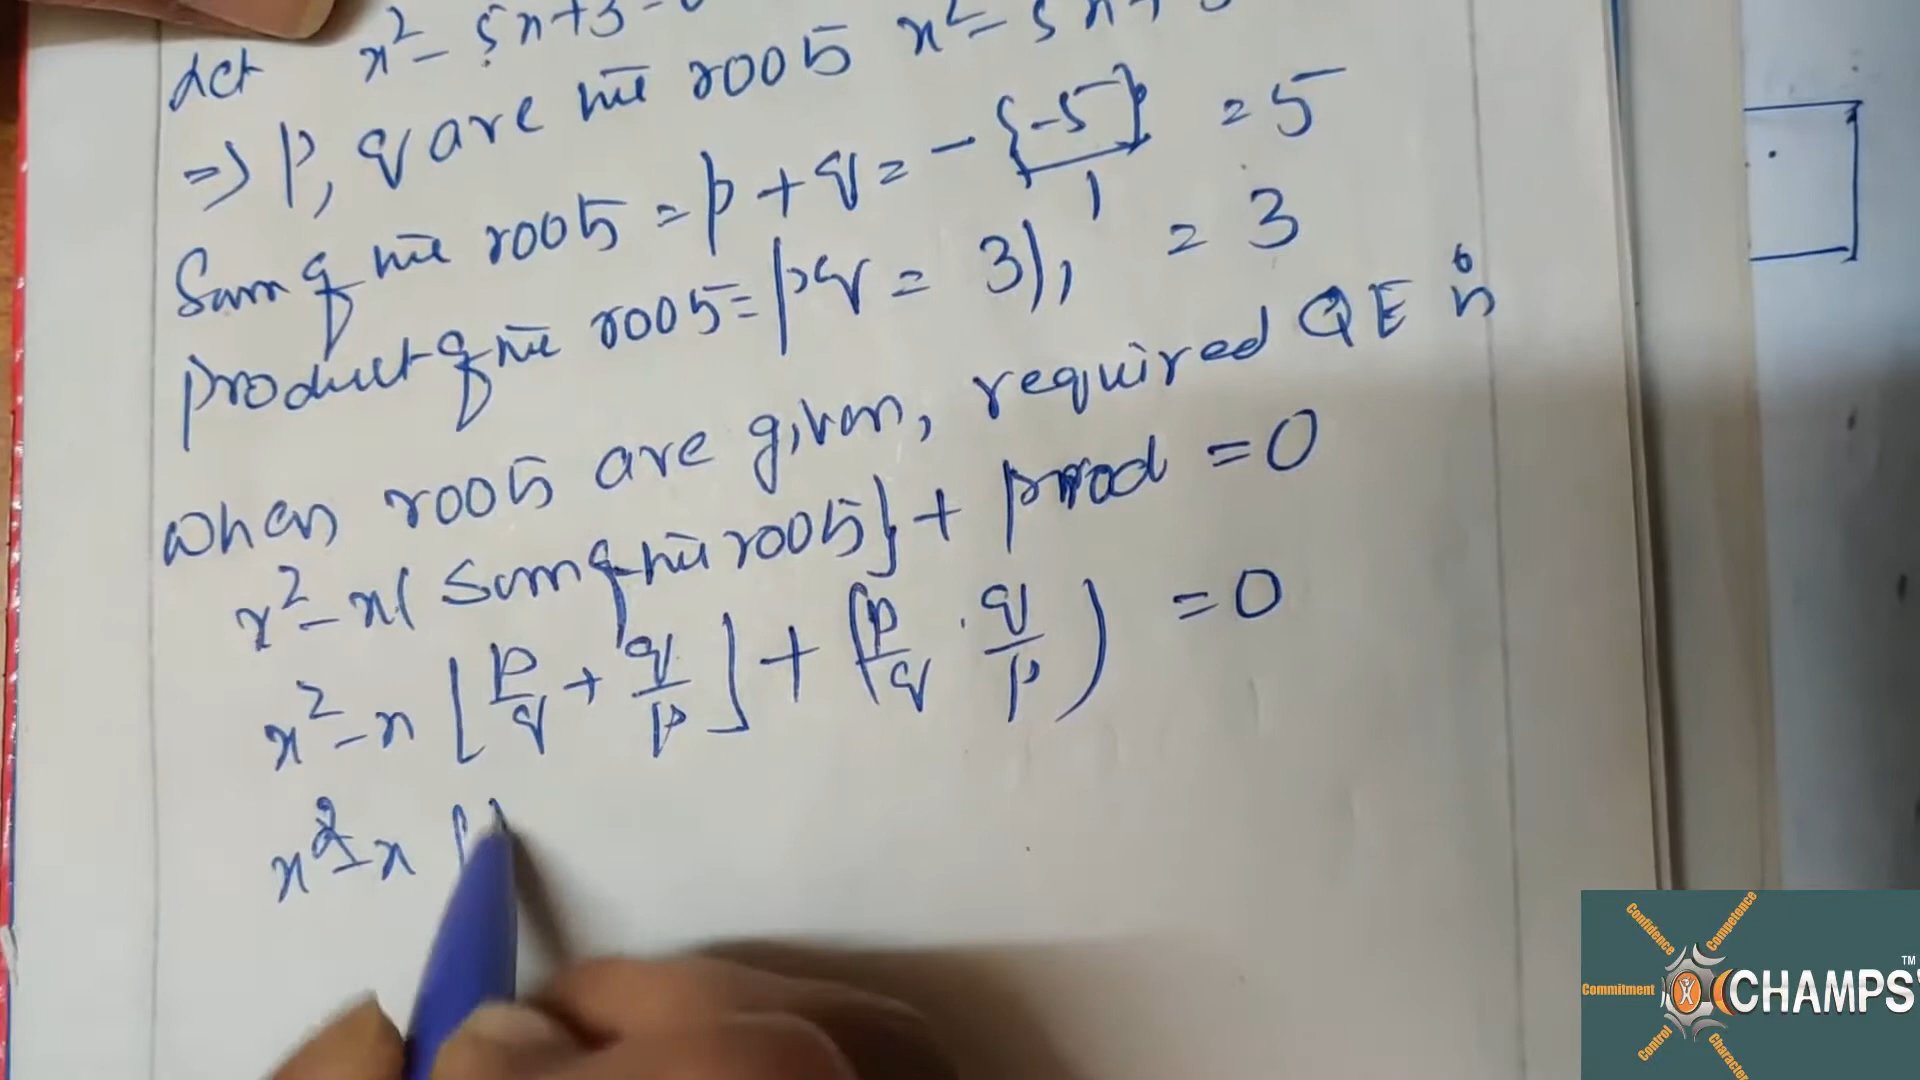 Let x² - 5x + 3 =
=> p, q are the roots x² - 5x +
Sum of the roots = p + q = -{-5}/1 = 5
product of the roots = pq = 3/1, = 3
When roots are given, required QE is
x² - x( Sum of the roots) + prod = 0
x² - x [p/q + q/p] + (p/q . q/p) = 0
x² - x [
Confidence
Competence
Commitment
XCHAMPS
TM
Control
Character